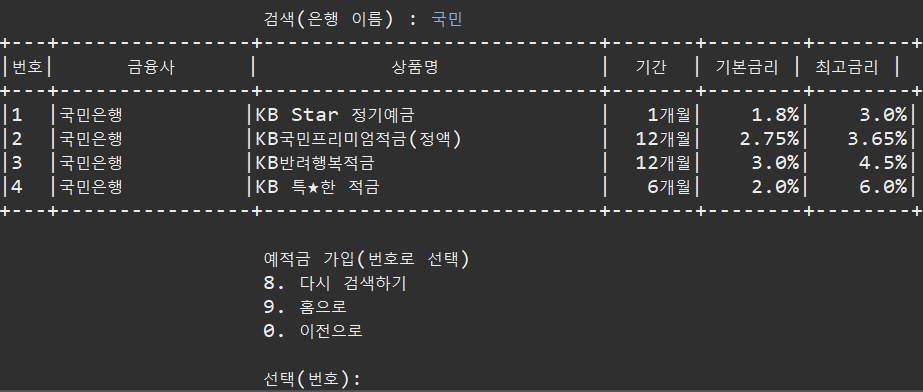 검색(은행 이름) : 국민
+---+----------------+-----------------------------+-------+--------+--------+
|번호| 금융사 | 상품명 | 기간 | 기본금리 | 최고금리 |
+---+----------------+-----------------------------+-------+--------+--------+
|1 |국민은행 |KB Star 정기예금 | 1개월| 1.8%| 3.0%|
|2 |국민은행 |KB국민프리미엄적금(정액) | 12개월| 2.75%| 3.65%|
|3 |국민은행 |KB반려행복적금 | 12개월| 3.0%| 4.5%|
|4 |국민은행 |KB 특★한 적금 | 6개월| 2.0%| 6.0%|
+---+----------------+-----------------------------+-------+--------+--------+
예적금 가입(번호로 선택)
8. 다시 검색하기
9. 홈으로
0. 이전으로
선택(번호):